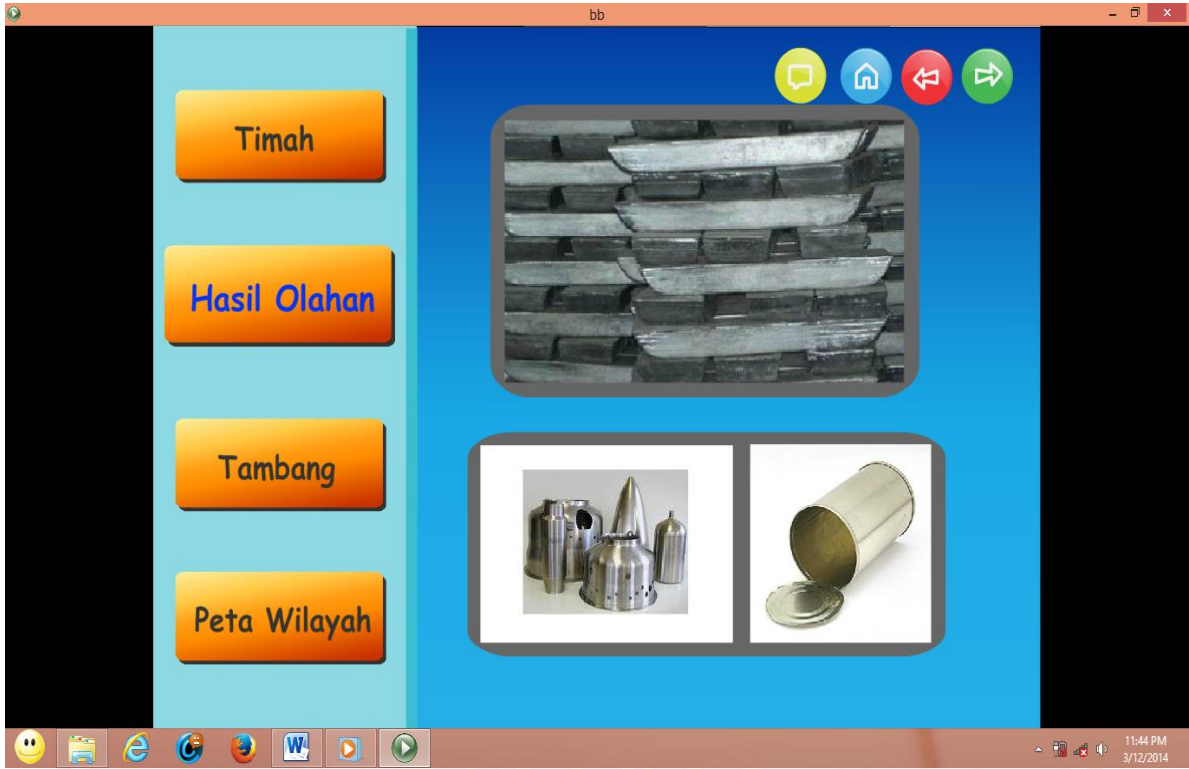 bb
Timah
Hasil Olahan
Tambang
Peta Wilayah
11:44 PM
3/12/2014